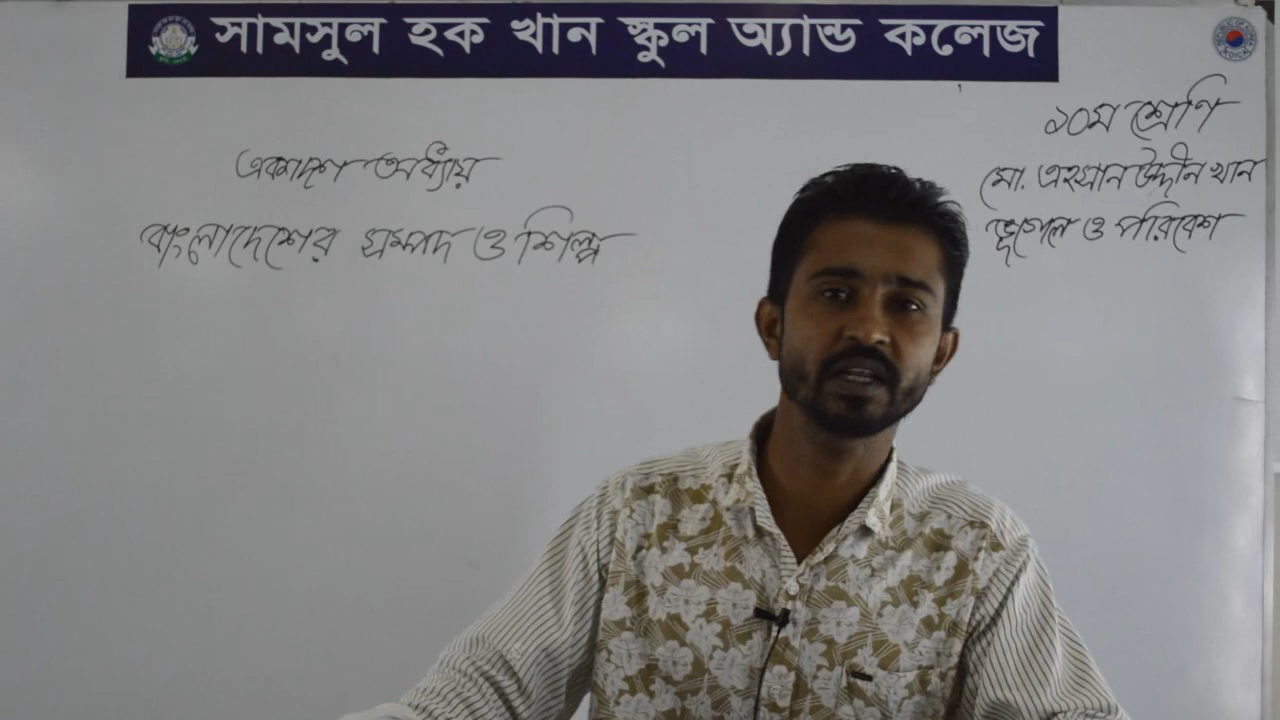 সামসুল হক খান স্কুল অ্যান্ড কলেজ
১০ম শ্রেণি
মো. এহসান উদ্দীন খান
ভূগোল ও পরিবেশ
একাদশ অধ্যায়
বাংলাদেশের সম্পদ ও শিল্প